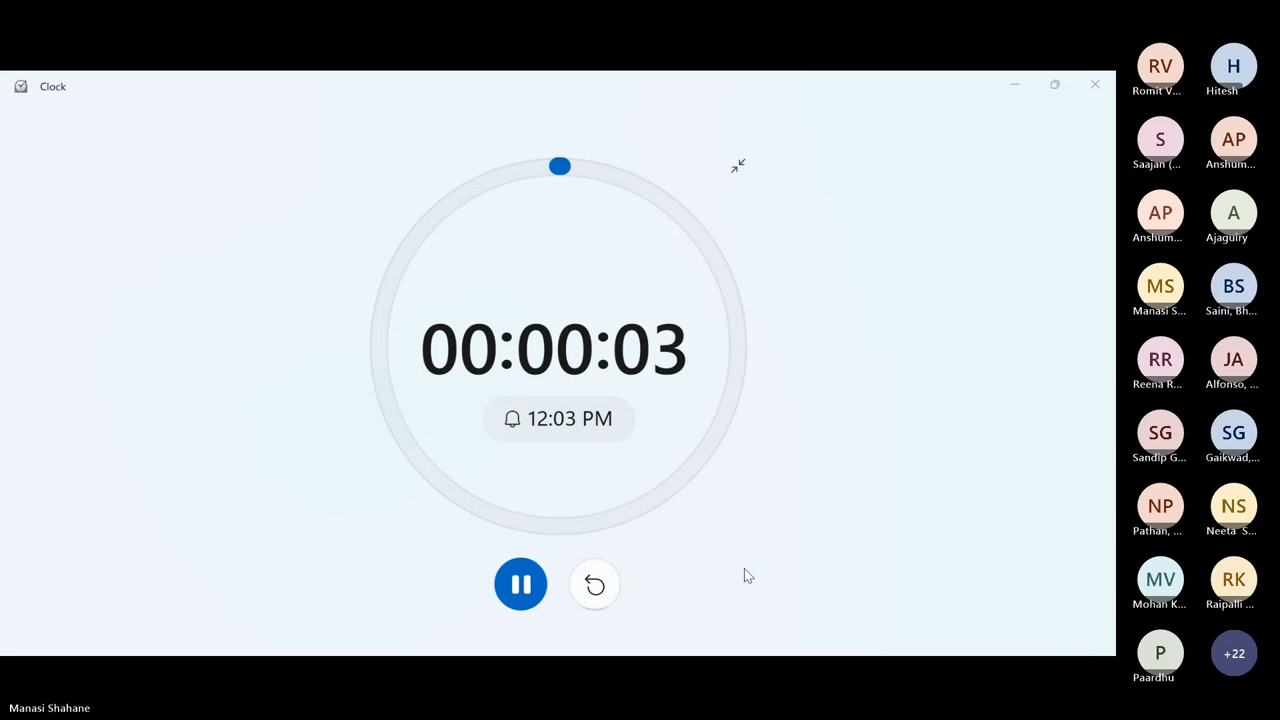 Clock
00:00:03
12:03 PM
RV
Romit V...
H
Hitesh
S
Saajan (...
AP
Anshum...
AP
Anshum...
A
Ajaguiry
MS
Manasi S...
BS
Saini, Bh...
RR
Reena R...
JA
Alfonso, ...
SG
Sandip G...
SG
Gaikwad,...
NP
Pathan, ...
NS
Neeta S...
MV
Mohan K...
RK
Raipalli ...
P
Paardhu
+22
Manasi Shahane